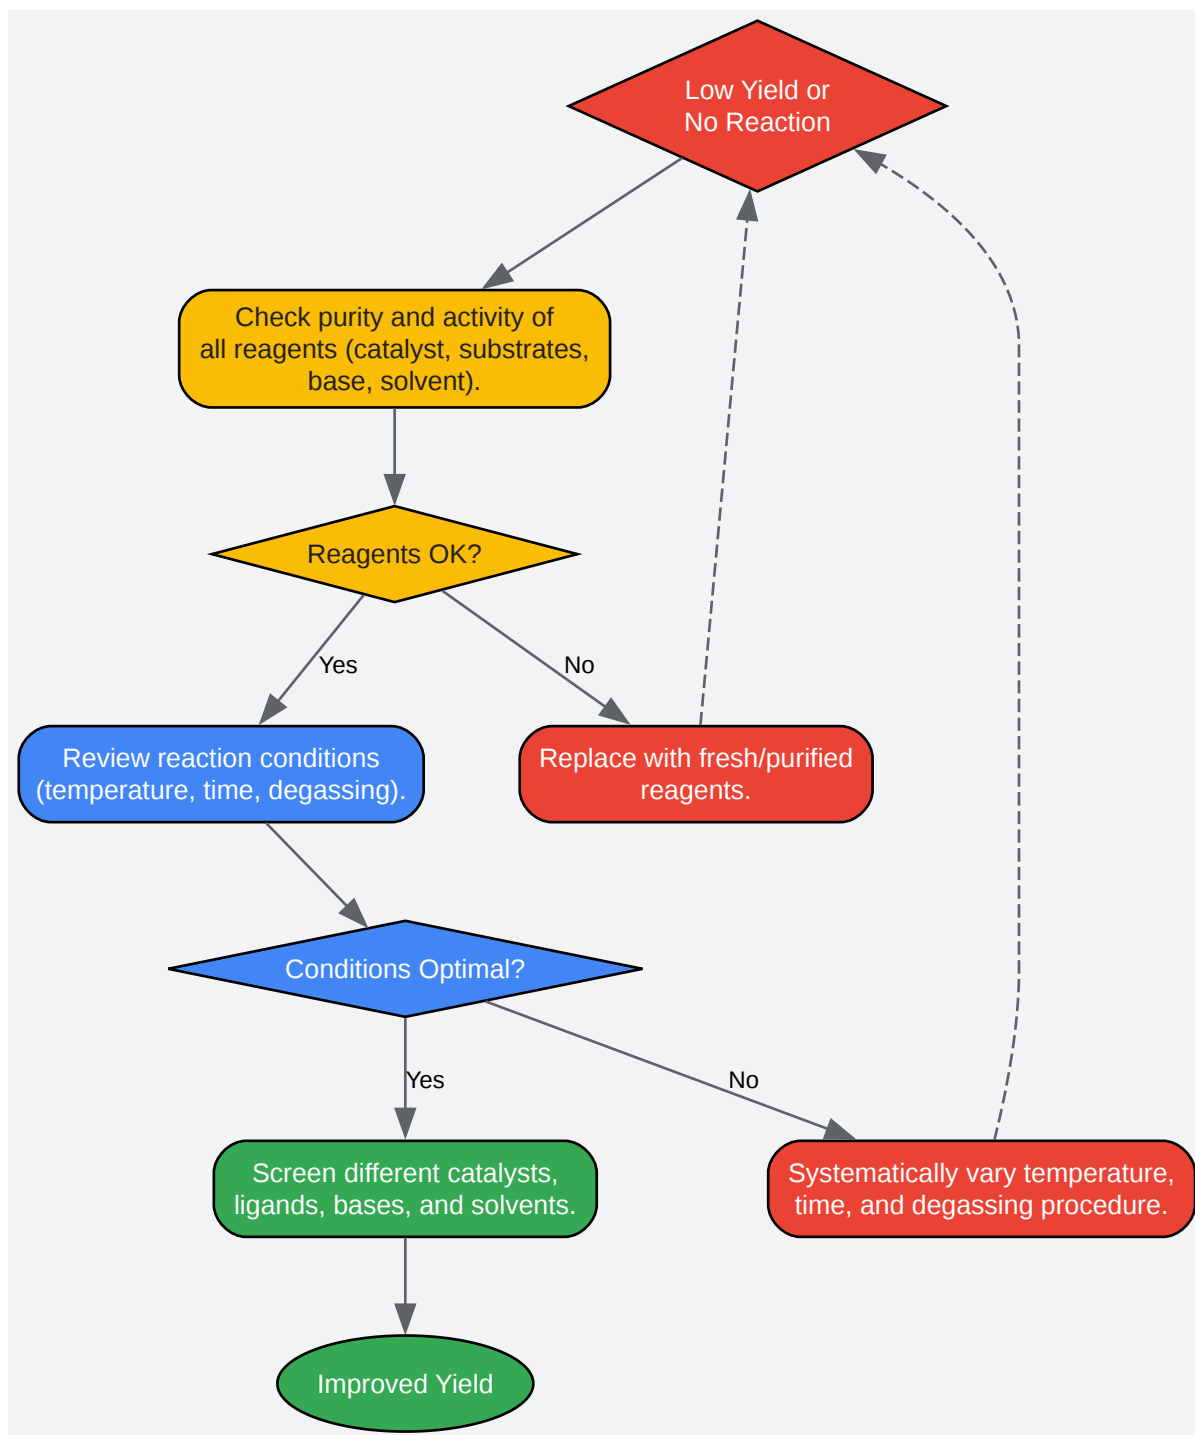 Low Yield or
No Reaction
Check purity and activity of
all reagents (catalyst, substrates,
base, solvent).
Reagents OK?
Yes
No
Review reaction conditions
(temperature, time, degassing).
Replace with fresh/purified
reagents.
Conditions Optimal?
Yes
No
Screen different catalysts,
ligands, bases, and solvents.
Systematically vary temperature,
time, and degassing procedure.
Improved Yield